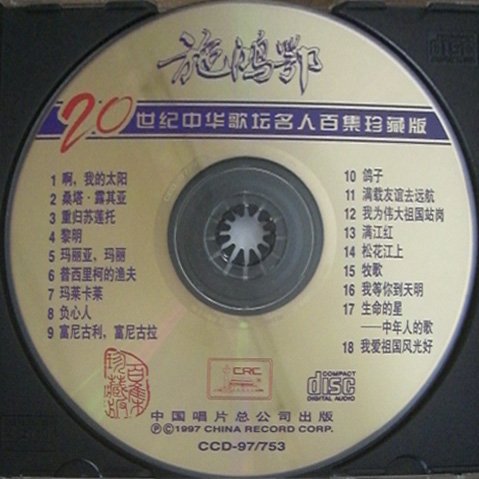 施鸿鄂
20世纪中华歌坛名人百集珍藏版
1 啊，我的太阳
2 桑塔·露其亚
3 重归苏莲托
4 黎明
5 玛丽亚，玛丽
6 普西里柯的渔夫
7 玛莱卡莱
8 负心人
9 富尼古利，富尼古拉
10 鸽子
11 满载友谊去远航
12 我为伟大祖国站岗
13 满江红
14 松花江上
15 牧歌
16 我等你到天明
17 生命的星
——中年人的歌
18 我爱祖国风光好
百集
珍藏
CRC
COMPACT
disc
DIGITAL AUDIO
中国唱片总公司出版
ⓅⒸ1997 CHINA RECORD CORP.
CCD-97/753